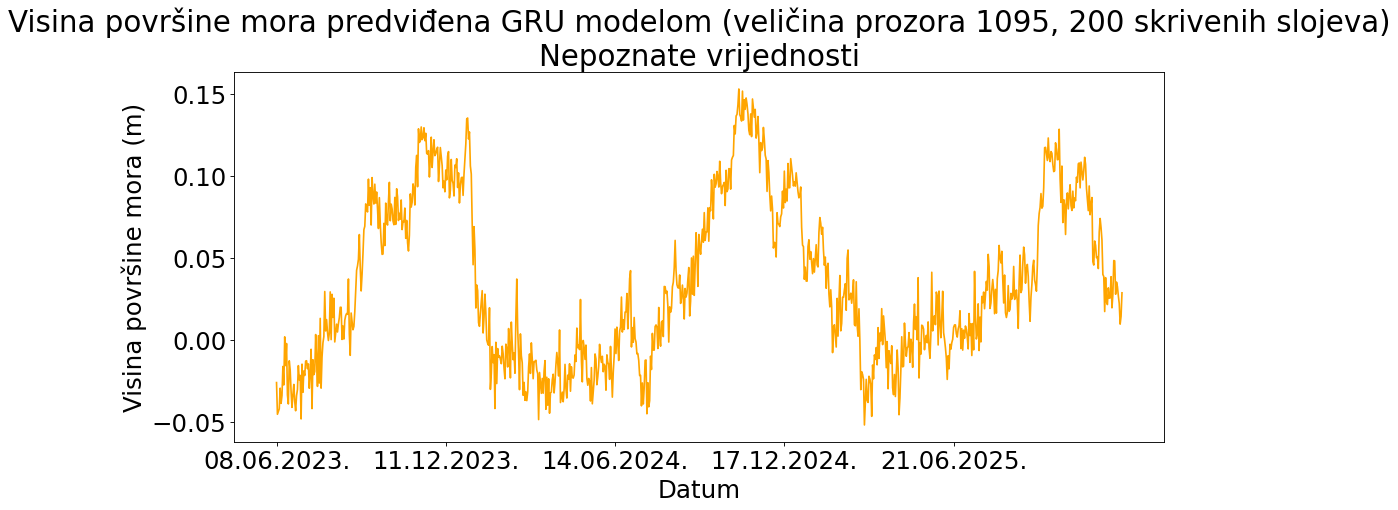 Visina površine mora predviđena GRU modelom (veličina prozora 1095, 200 skrivenih slojeva)
Nepoznate vrijednosti
Visina površine mora (m)
0.15
0.10
0.05
0.00
−0.05
08.06.2023. 11.12.2023. 14.06.2024. 17.12.2024. 21.06.2025.
Datum